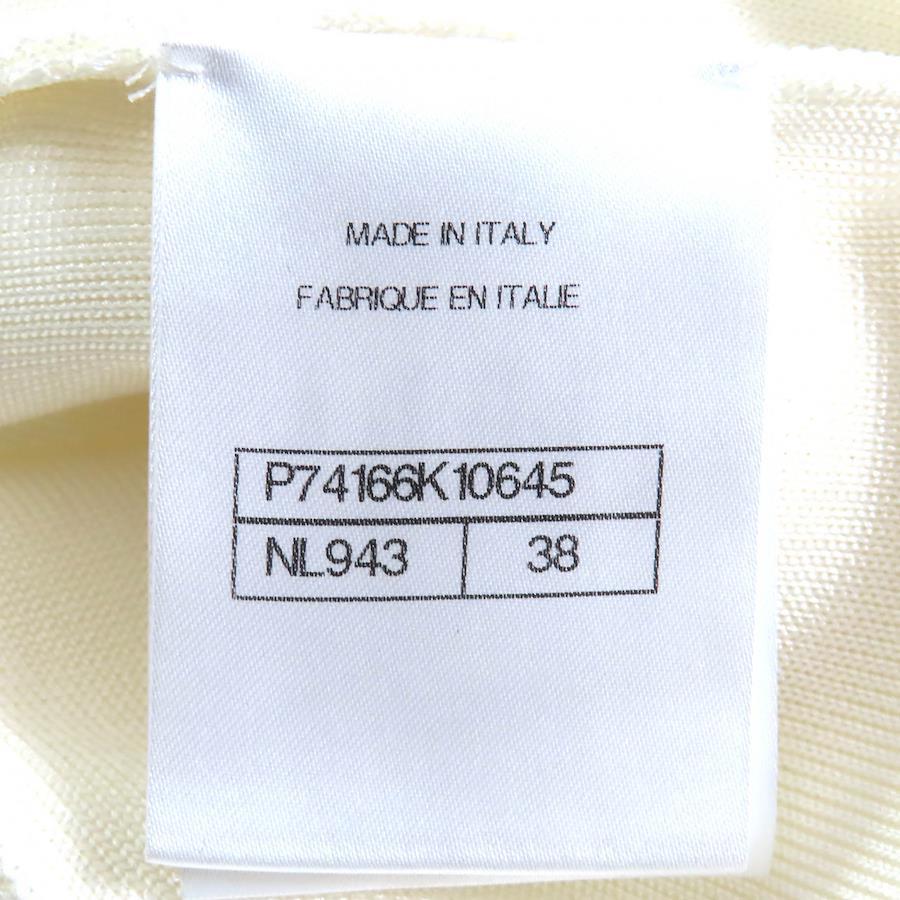 MADE IN ITALY
FABRIQUE EN ITALIE
P74166K10645
NL943 38